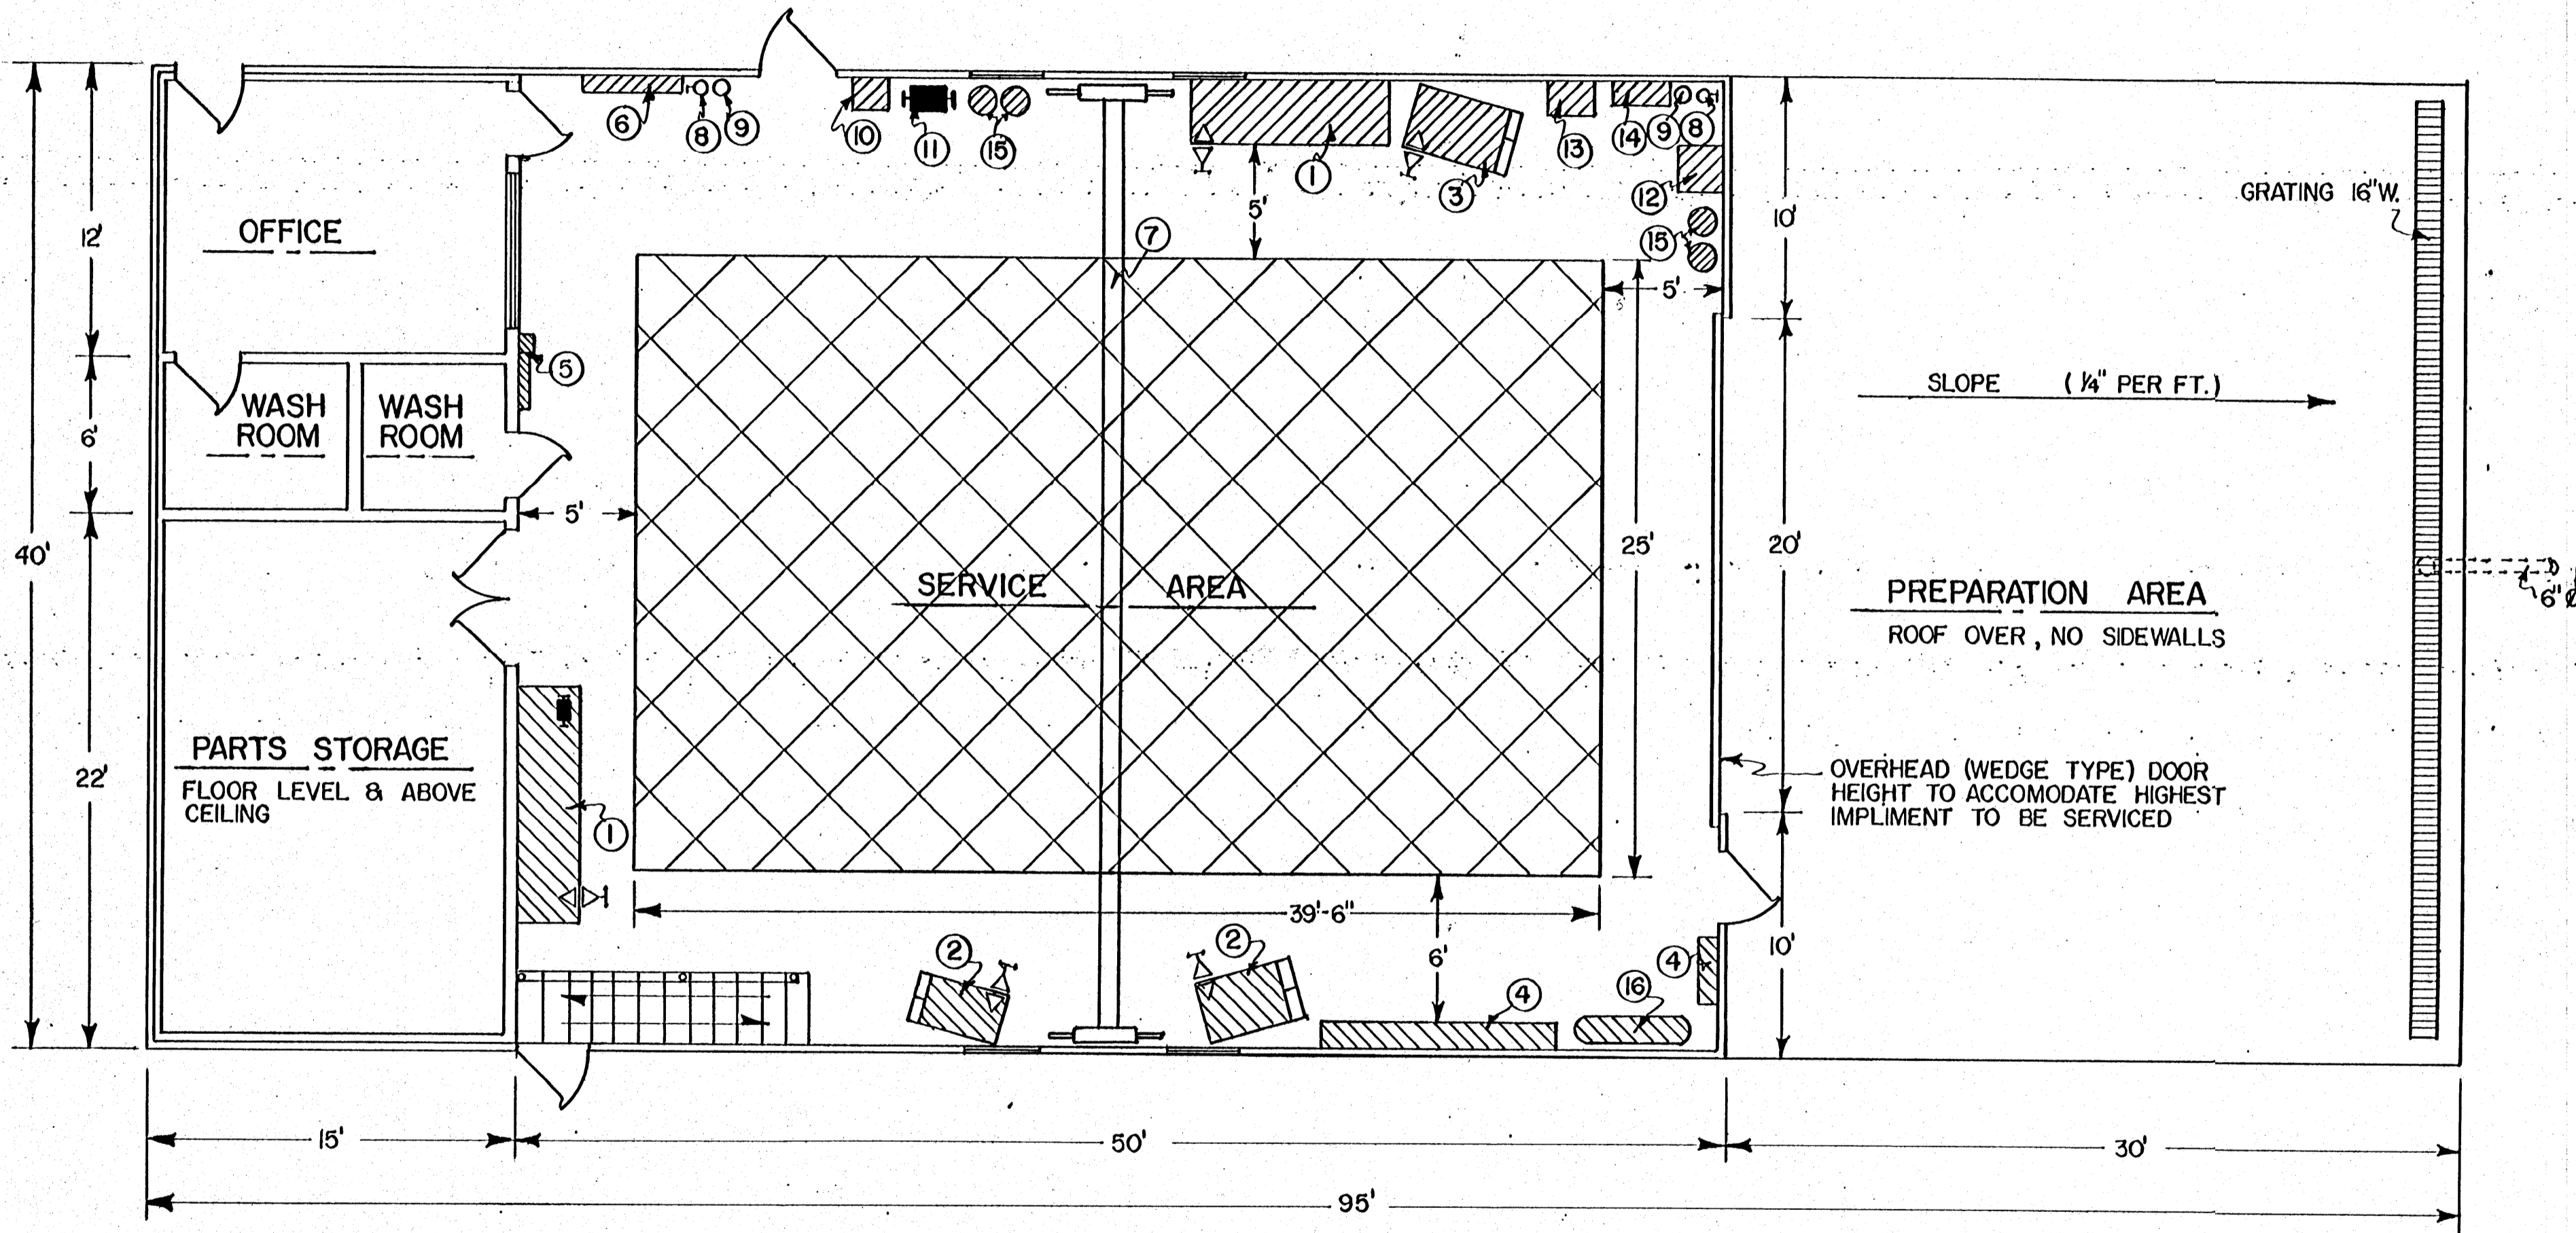 6
8
9
10
11
15
1
3
13
14
9
8
12
15
5'
10'
GRATING 16"W.
12'
OFFICE
7
5'
5
SLOPE (1/4" PER FT.)
6'
WASH
ROOM
WASH
ROOM
5'
40'
25'
20'
SERVICE AREA
PREPARATION AREA
ROOF OVER, NO SIDEWALLS
6"
PARTS STORAGE
FLOOR LEVEL & ABOVE
CEILING
22'
1
OVERHEAD (WEDGE TYPE) DOOR
HEIGHT TO ACCOMODATE HIGHEST
IMPLIMENT TO BE SERVICED
39'-6"
2
2
6'
10'
4
4
16
15'
50'
30'
95'